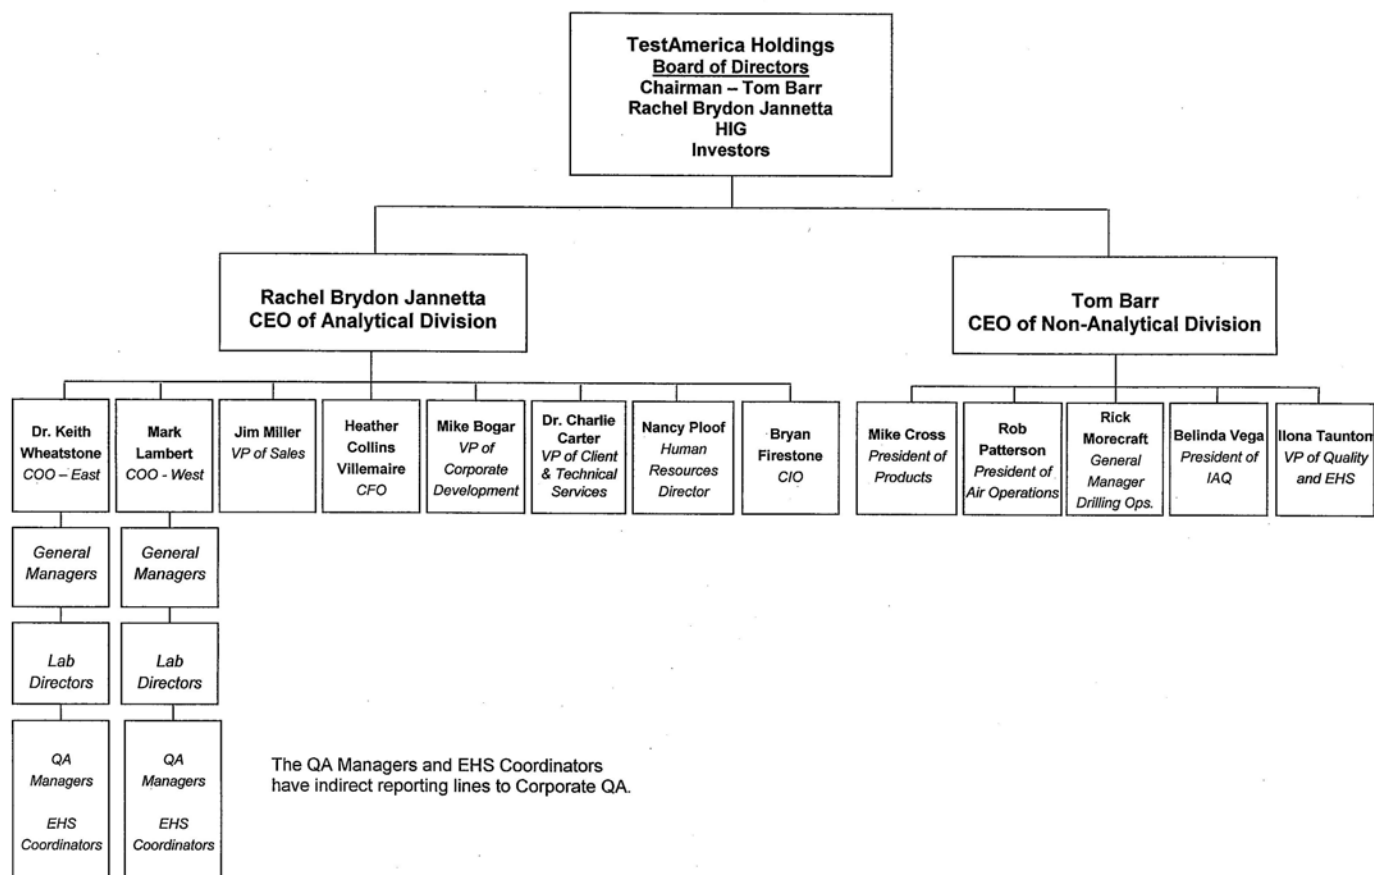 TestAmerica Holdings
Board of Directors
Chairman – Tom Barr
Rachel Brydon Jannetta
HIG
Investors
Rachel Brydon Jannetta
CEO of Analytical Division
Tom Barr
CEO of Non-Analytical Division
Dr. Keith
Wheatstone
COO – East
Mark
Lambert
COO - West
Jim Miller
VP of Sales
Heather
Collins
Villemaire
CFO
Mike Bogar
VP of
Corporate
Development
Dr. Charlie
Carter
VP of Client
& Technical
Services
Nancy Ploof
Human
Resources
Director
Bryan
Firestone
CIO
Mike Cross
President of
Products
Rob
Patterson
President of
Air Operations
Rick
Morecraft
General
Manager
Drilling Ops.
Belinda Vega
President of
IAQ
Ilona Taunton
VP of Quality
and EHS
General
Managers
General
Managers
Lab
Directors
Lab
Directors
QA
Managers
EHS
Coordinators
QA
Managers
EHS
Coordinators
The QA Managers and EHS Coordinators
have indirect reporting lines to Corporate QA.